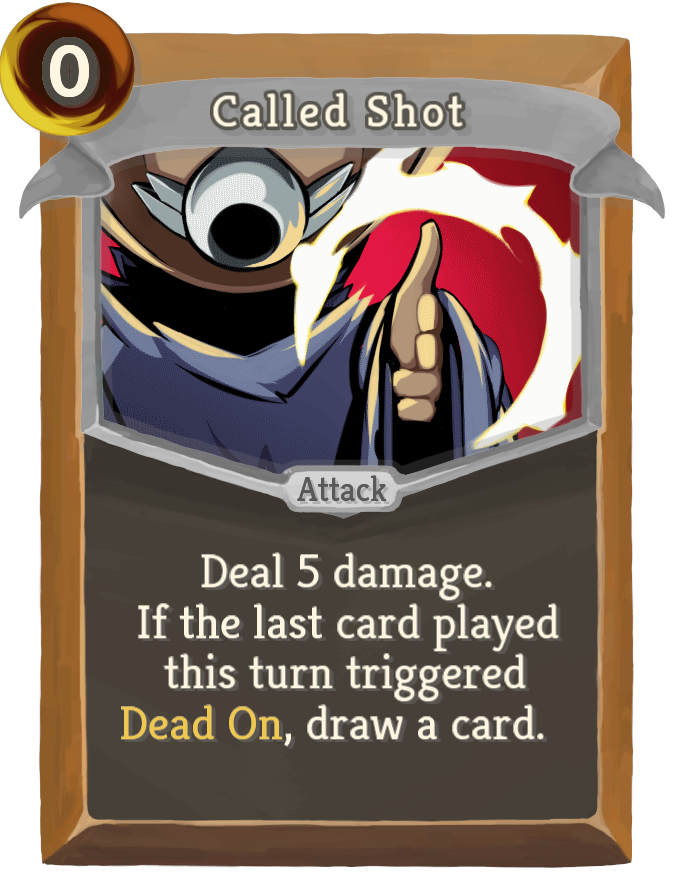 0
Called Shot
Attack
Deal 5 damage.
If the last card played
this turn triggered
Dead On, draw a card.